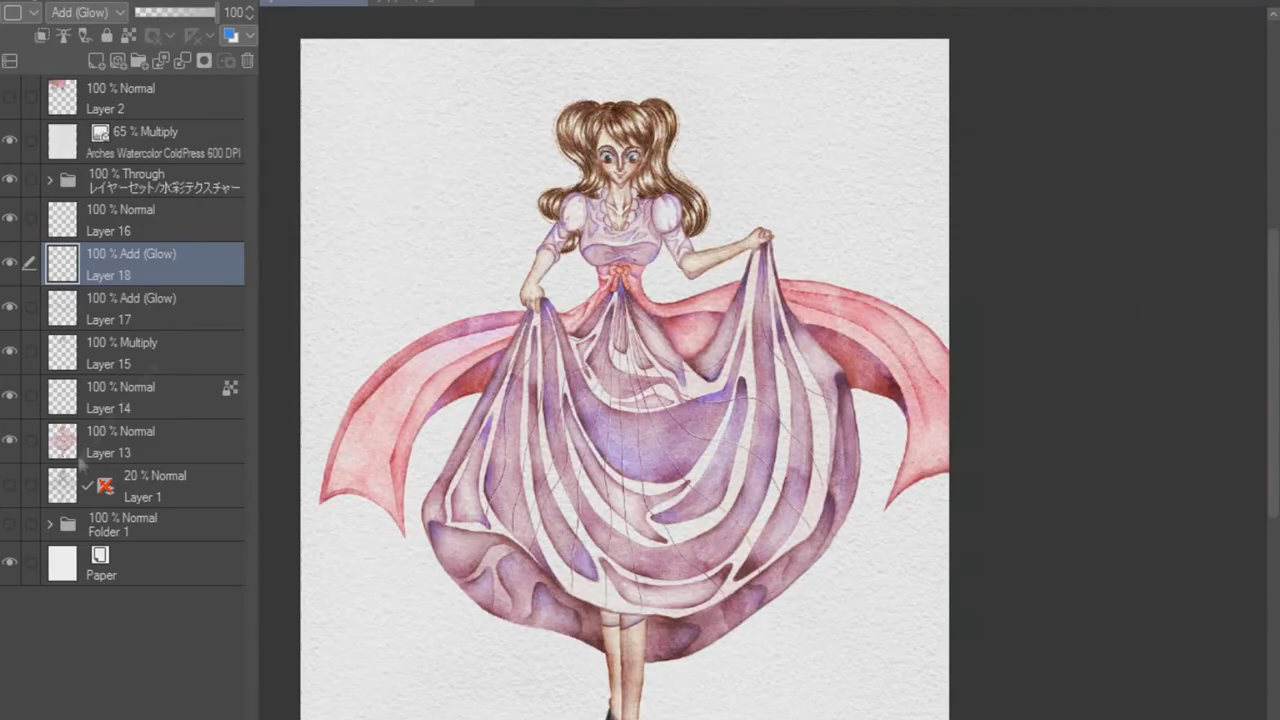 Add (Glow) 100
100 % Normal
Layer 2
65 % Multiply
Arches Watercolor ColdPress 600 DPI
100 % Through
レイヤーセット/水彩テクスチャー
100 % Normal
Layer 16
100 % Add (Glow)
Layer 18
100 % Add (Glow)
Layer 17
100 % Multiply
Layer 15
100 % Normal
Layer 14
100 % Normal
Layer 13
20 % Normal
Layer 1
100 % Normal
Folder 1
Paper